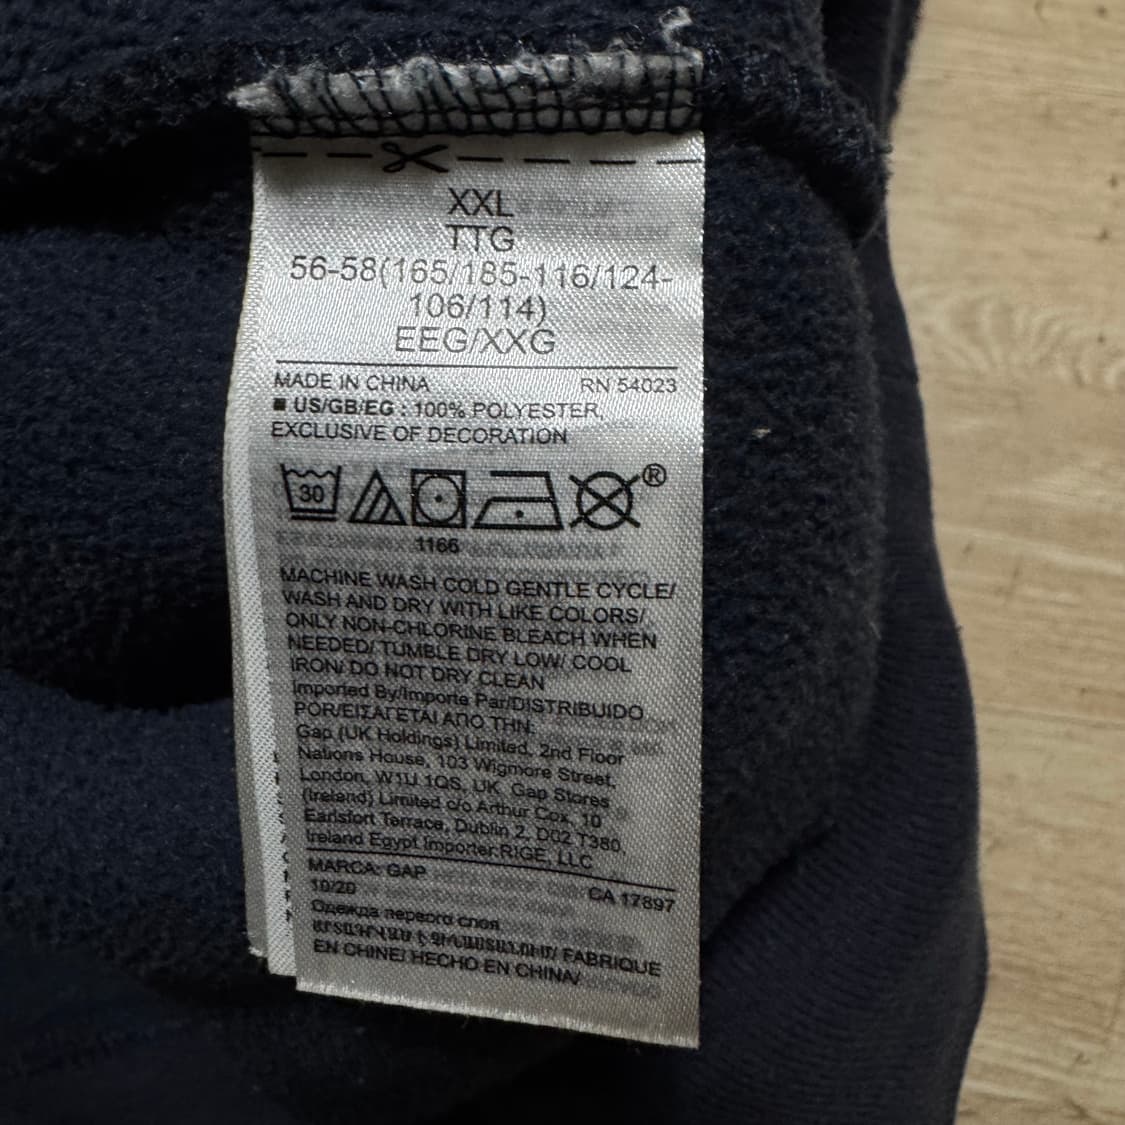 XXL
TTG
56-58(165/185-116/124-
106/114)
EEG/XXG
MADE IN CHINA RN 54023
■ US/GB/EG : 100% POLYESTER,
EXCLUSIVE OF DECORATION
30 ®
1166
MACHINE WASH COLD GENTLE CYCLE/
WASH AND DRY WITH LIKE COLORS/
ONLY NON-CHLORINE BLEACH WHEN
NEEDED/ TUMBLE DRY LOW/ COOL
IRON/ DO NOT DRY CLEAN
Imported By/Importe Par/DISTRIBUIDO
POR/ΕΙΣΑΓΕΤΑΙ ΑΠΟ ΤΗΝ.
Gap (UK Holdings) Limited, 2nd Floor
Nations House, 103 Wigmore Street,
London, W1U 1QS, UK Gap Stores
(Ireland) Limited c/o Arthur Cox, 10
Earlsfort Terrace, Dublin 2, D02 T380,
Ireland Egypt Importer:RIGE, LLC
MARCA: GAP
10/20 CA 17897
Одежда первого слоя
FABRIQUE
EN CHINE/ HECHO EN CHINA/